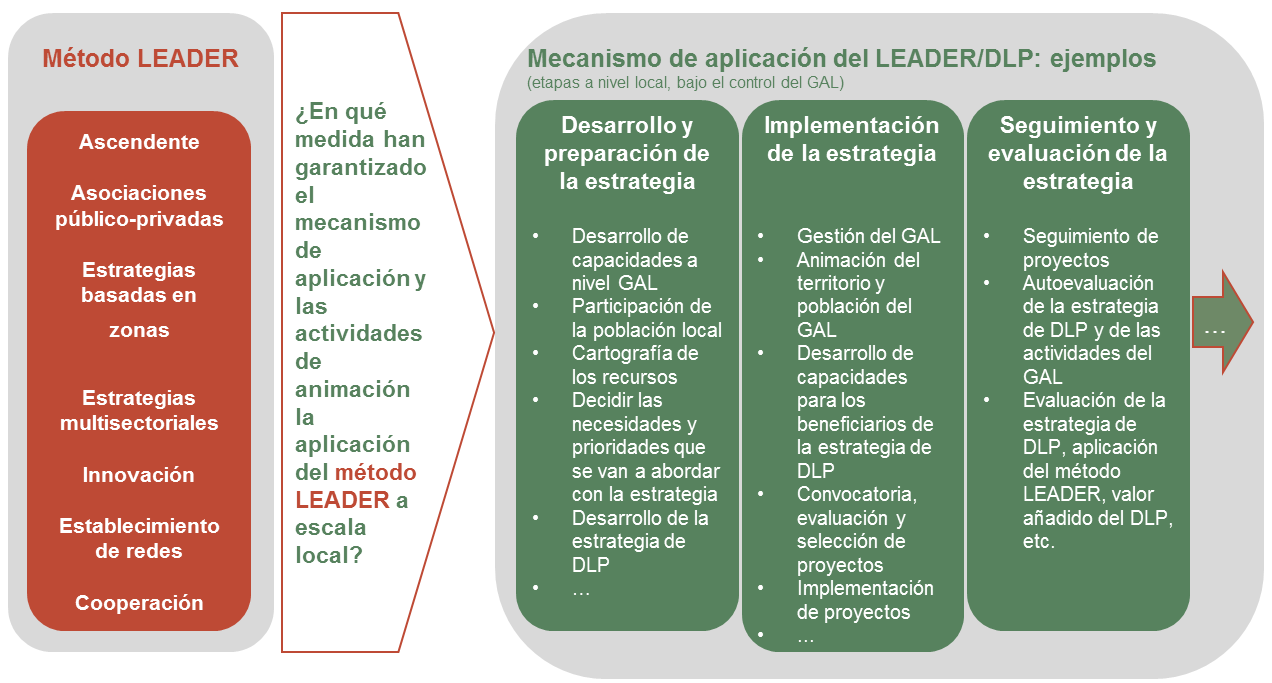 Método LEADER
Ascendente
Asociaciones
público-privadas
Estrategias
basadas en
zonas
Estrategias
multisectoriales
Innovación
Establecimiento
de redes
Cooperación
¿En qué
medida han
garantizado
el
mecanismo
de
aplicación y
las
actividades
de
animación
la
aplicación
del método
LEADER a
escala
local?
Mecanismo de aplicación del LEADER/DLP: ejemplos
(etapas a nivel local, bajo el control del GAL)
Desarrollo y
preparación de
la estrategia
• Desarrollo de
capacidades a
nivel GAL
• Participación de
la población local
• Cartografía de
los recursos
• Decidir las
necesidades y
prioridades que
se van a abordar
con la estrategia
• Desarrollo de la
estrategia de
DLP
• …
Implementación
de la estrategia
• Gestión del GAL
• Animación del
territorio y
población del
GAL
• Desarrollo de
capacidades
para los
beneficiarios de
la estrategia de
DLP
• Convocatoria,
evaluación y
selección de
proyectos
• Implementación
de proyectos
• …
Seguimiento y
evaluación de la
estrategia
• Seguimiento de
proyectos
• Autoevaluación
de la estrategia
de DLP y de las
actividades del
GAL
• Evaluación de la
estrategia de
DLP, aplicación
del método
LEADER, valor
añadido del DLP,
etc.
…